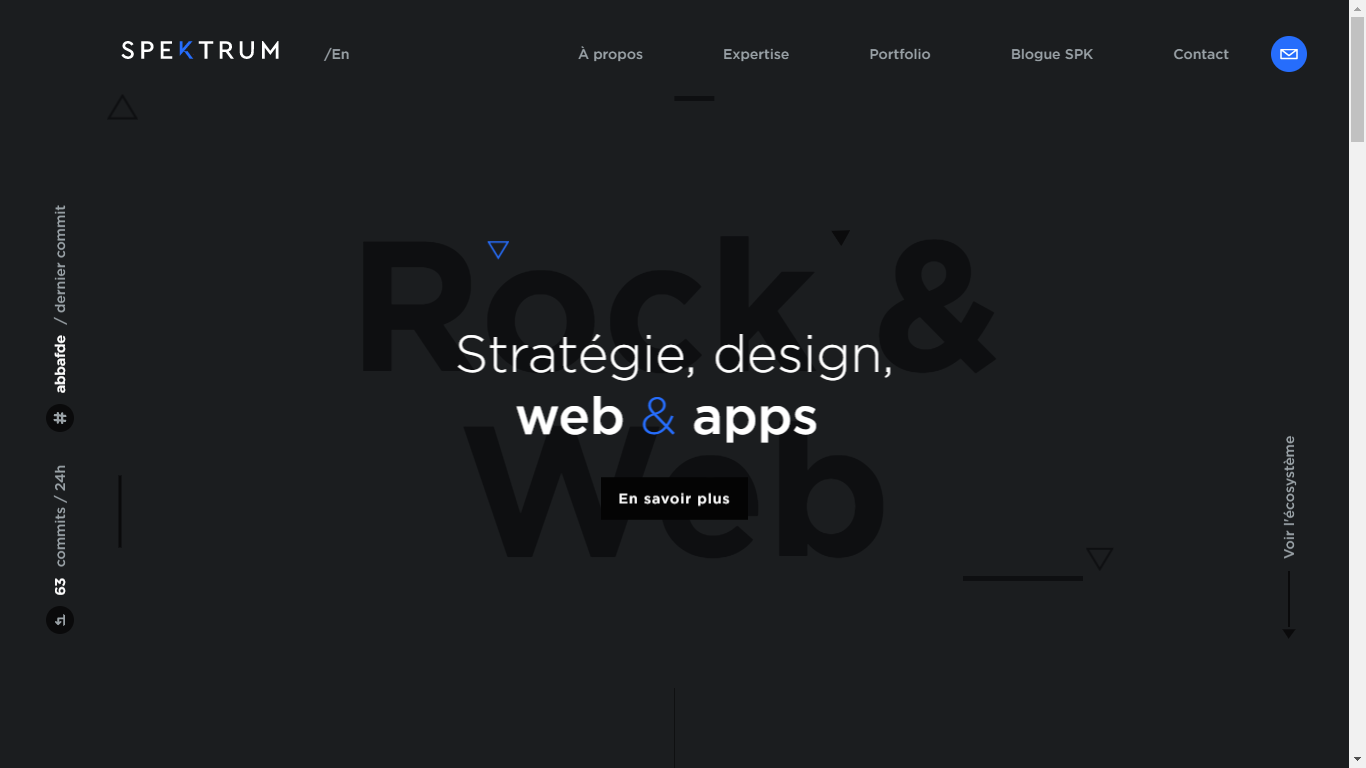 SPEKTRUM
/En
À propos
Expertise
Portfolio
Blogue SPK
Contact
abbafde / dernier commit
63 commits / 24h
Rock &
Web
Stratégie, design,
web & apps
En savoir plus
Voir l'écosystème